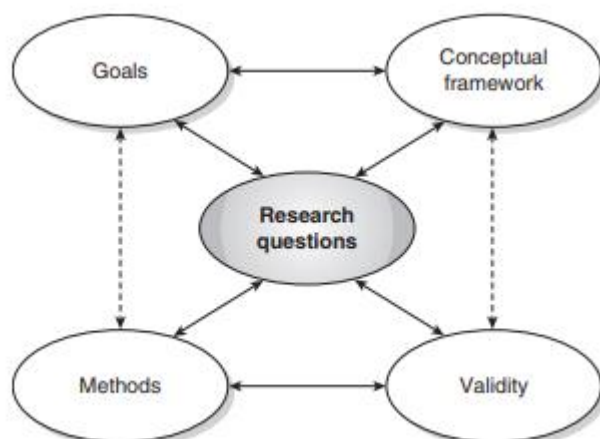 Goals
Conceptual
framework
Research
questions
Methods
Validity